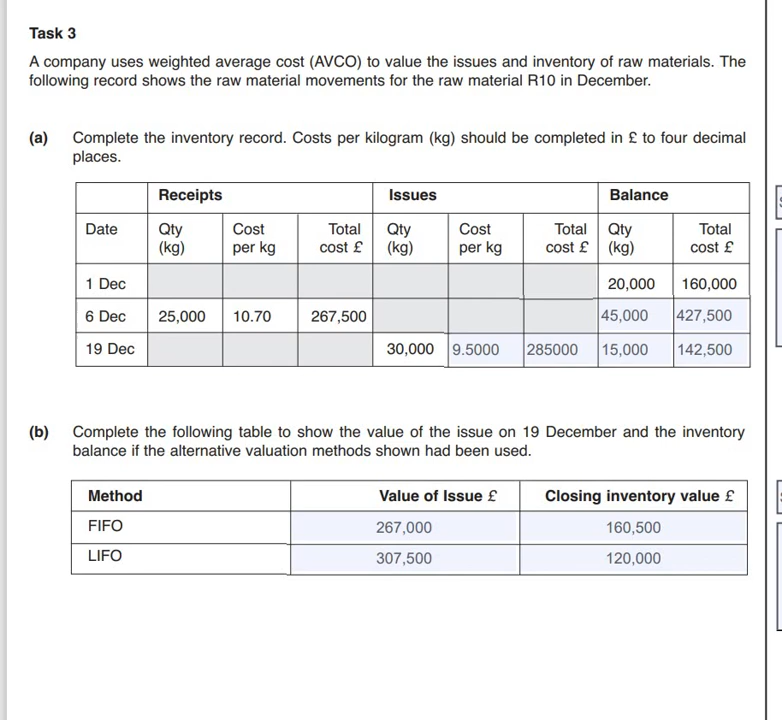 Task 3
A company uses weighted average cost (AVCO) to value the issues and inventory of raw materials. The
following record shows the raw material movements for the raw material R10 in December.
(a) Complete the inventory record. Costs per kilogram (kg) should be completed in £ to four decimal
places.
Receipts Issues Balance
Date Qty (kg) Cost per kg Total cost £ Qty (kg) Cost per kg Total cost £ Qty (kg) Total cost £
1 Dec 20,000 160,000
6 Dec 25,000 10.70 267,500 45,000 427,500
19 Dec 30,000 9.5000 285000 15,000 142,500
(b) Complete the following table to show the value of the issue on 19 December and the inventory
balance if the alternative valuation methods shown had been used.
Method Value of Issue £ Closing inventory value £
FIFO 267,000 160,500
LIFO 307,500 120,000